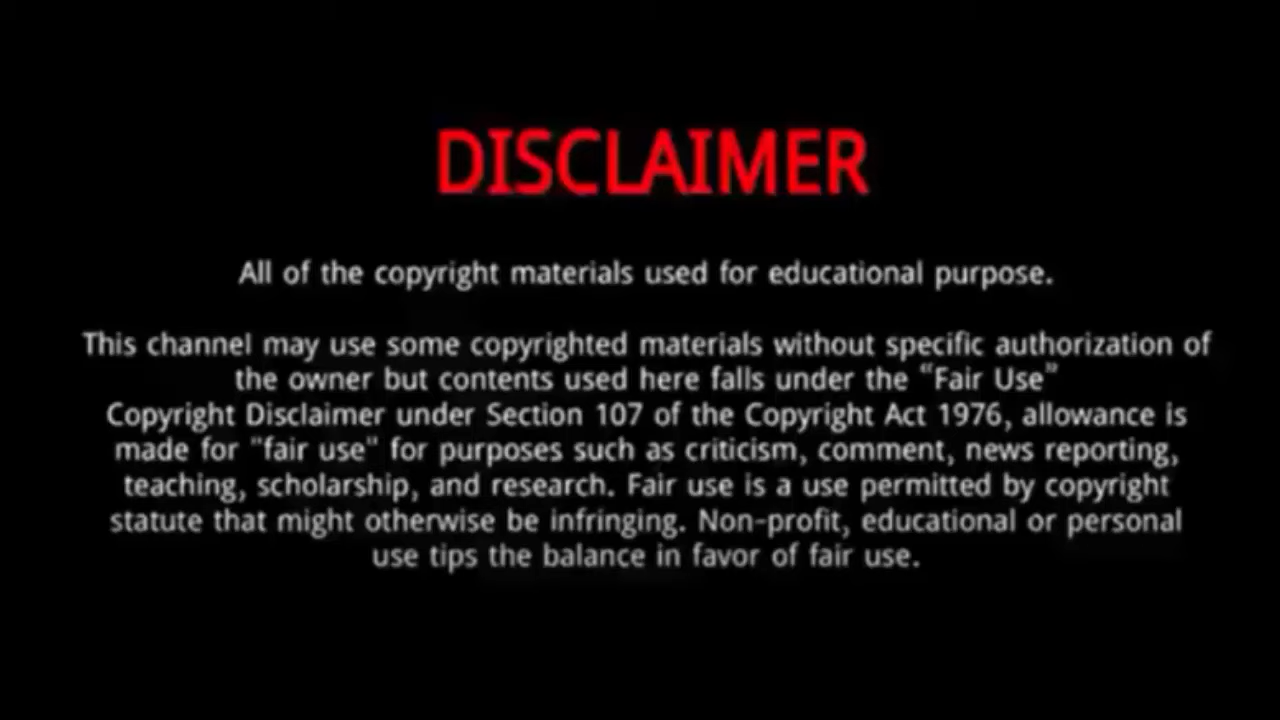 DISCLAIMER
All of the copyright materials used for educational purpose.
This channel may use some copyrighted materials without specific authorization of
the owner but contents used here falls under the “Fair Use”
Copyright Disclaimer under Section 107 of the Copyright Act 1976, allowance is
made for "fair use" for purposes such as criticism, comment, news reporting,
teaching, scholarship, and research. Fair use is a use permitted by copyright
statute that might otherwise be infringing. Non-profit, educational or personal
use tips the balance in favor of fair use.